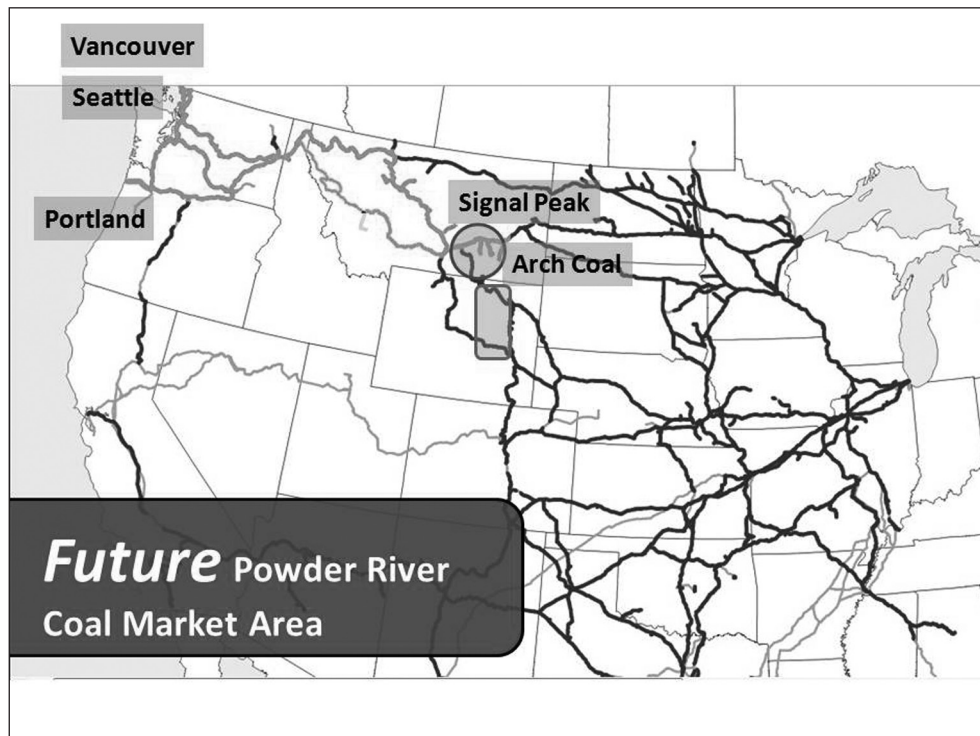 Vancouver
Seattle
Portland
Signal Peak
Arch Coal
Future Powder River
Coal Market Area